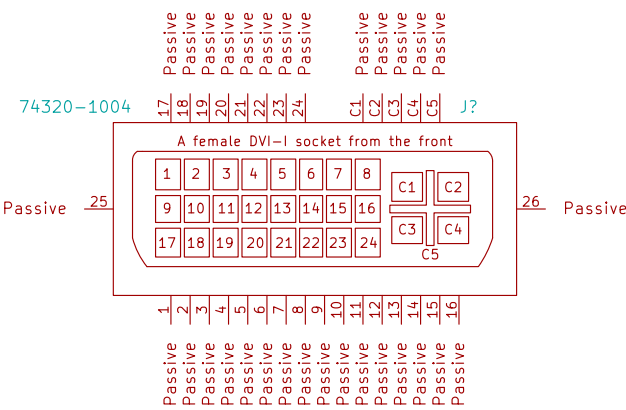 Passive Passive Passive Passive Passive Passive Passive Passive Passive Passive Passive Passive Passive
74320-1004 17 18 19 20 21 22 23 24 C1 C2 C3 C4 C5 J?
A female DVI-I socket from the front
1 2 3 4 5 6 7 8 C1 C2
Passive 25 9 10 11 12 13 14 15 16 26 Passive
17 18 19 20 21 22 23 24 C3 C4
C5
1 2 3 4 5 6 7 8 9 10 11 12 13 14 15 16
Passive Passive Passive Passive Passive Passive Passive Passive Passive Passive Passive Passive Passive Passive Passive Passive